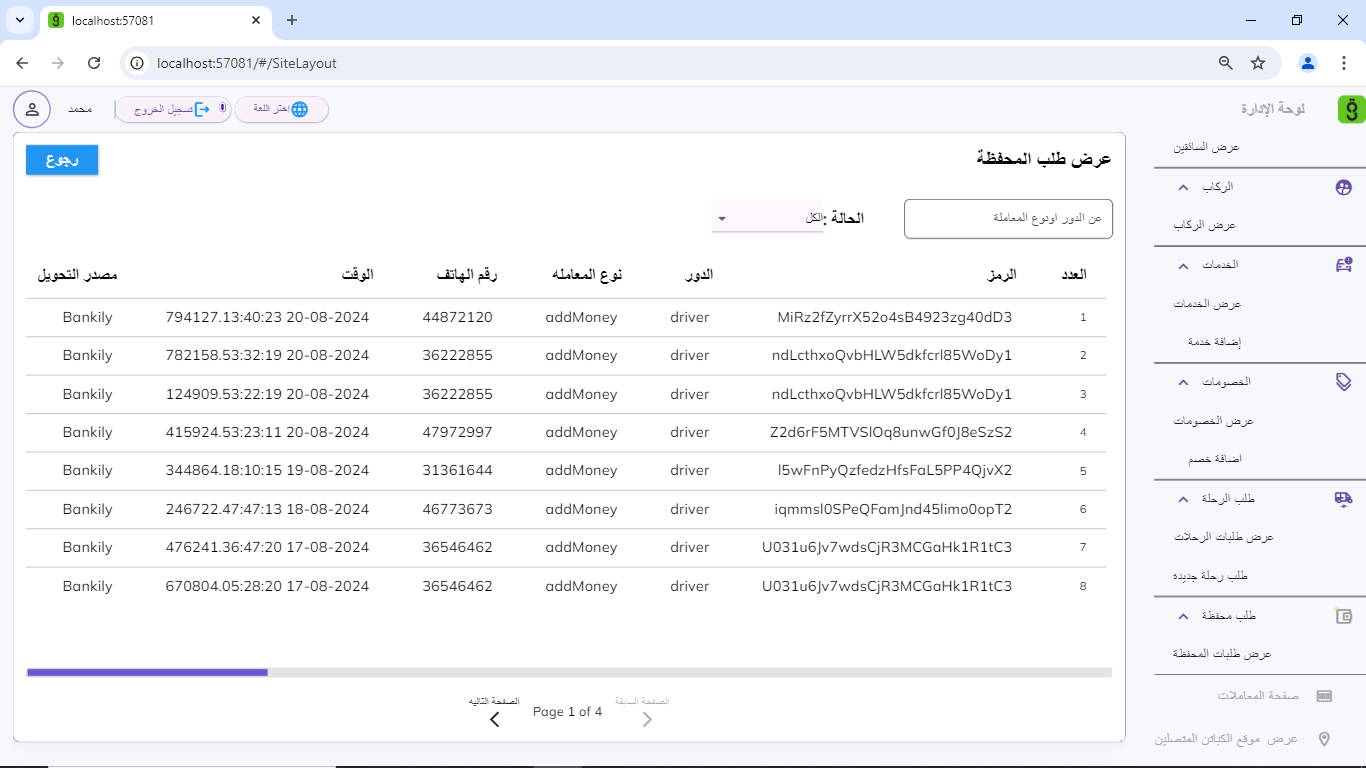 localhost:57081
localhost:57081/#/SiteLayout
لوحة الإدارة
اختر اللغة
تسجيل الخروج
محمد
عرض السائقين
الركاب
عرض الركاب
الخدمات
عرض الخدمات
إضافة خدمة
الخصومات
عرض الخصومات
اضافة خصم
طلب الرحلة
عرض طلبات الرحلات
طلب رحلة جديدة
طلب محفظة
عرض طلبات المحفظة
صفحة المعاملات
عرض موقع الكباتن المتصلين
عرض طلب المحفظة
رجوع
عن الدور اونوع المعاملة
الحالة: الكل
العدد الرمز الدور نوع المعامله رقم الهاتف الوقت مصدر التحويل
1 MiRz2fZyrrX52o4sB4923zg40dD3 driver addMoney 44872120 794127.13:40:23 20-08-2024 Bankily
2 ndLcthxoQvbHLW5dkfcrl85WoDy1 driver addMoney 36222855 782158.53:32:19 20-08-2024 Bankily
3 ndLcthxoQvbHLW5dkfcrl85WoDy1 driver addMoney 36222855 124909.53:22:19 20-08-2024 Bankily
4 Z2d6rF5MTVSlOq8unwGf0J8eSzS2 driver addMoney 47972997 415924.53:23:11 20-08-2024 Bankily
5 l5wFnPyQzfedzHfsFaL5PP4QjvX2 driver addMoney 31361644 344864.18:10:15 19-08-2024 Bankily
6 iqmmsl0SPeQFamJnd45limo0opT2 driver addMoney 46773673 246722.47:47:13 18-08-2024 Bankily
7 U031u6Jv7wdsCjR3MCGaHk1R1tC3 driver addMoney 36546462 476241.36:47:20 17-08-2024 Bankily
8 U031u6Jv7wdsCjR3MCGaHk1R1tC3 driver addMoney 36546462 670804.05:28:20 17-08-2024 Bankily
الصفحة السابقة
Page 1 of 4
الصفحة التاليه